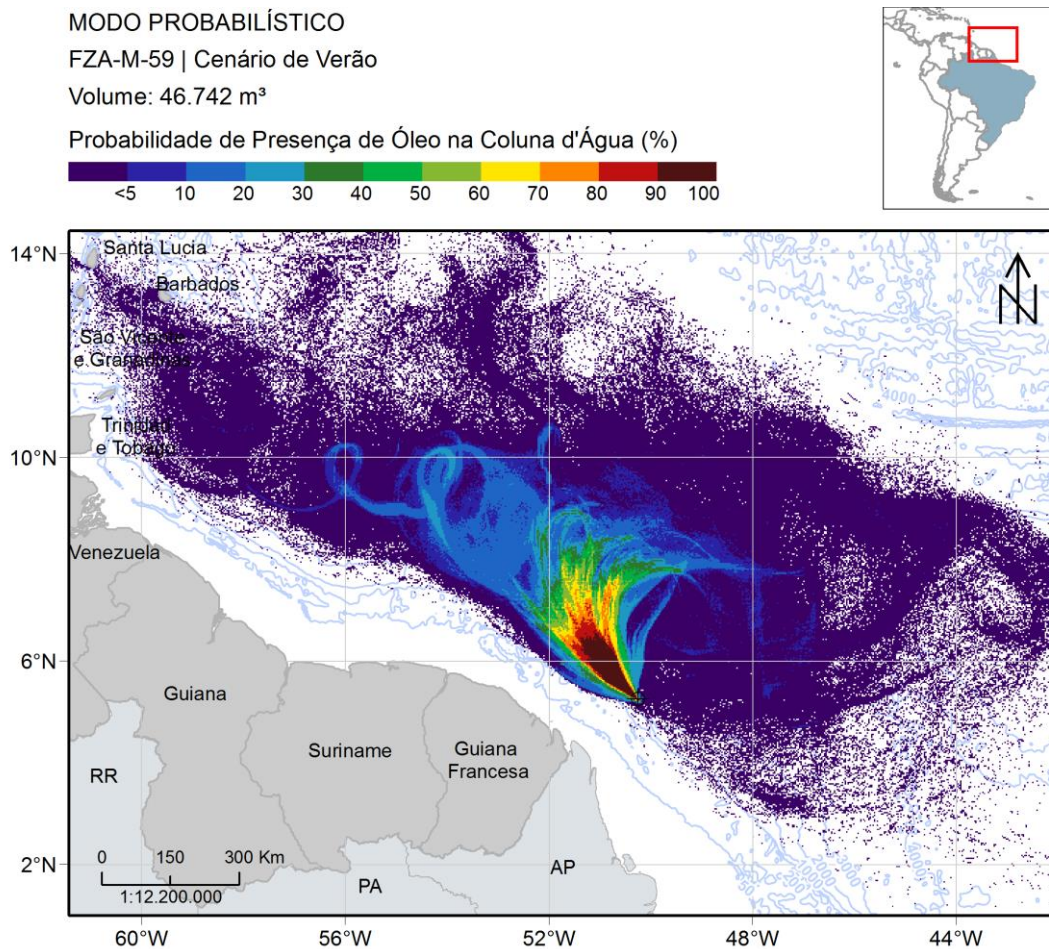 MODO PROBABILÍSTICO
FZA-M-59 | Cenário de Verão
Volume: 46.742 m³
Probabilidade de Presença de Óleo na Coluna d'Água (%)
<5 10 20 30 40 50 60 70 80 90 100
14°N
Santa Lucia
Barbados
N
São Vicente
e Granadinas
Trinidad
e Tobago
10°N
Venezuela
6°N
Guiana
Suriname
Guiana
Francesa
RR
0 150 300 Km
2°N
AP
PA
1:12.200.000
60°W 56°W 52°W 48°W 44°W